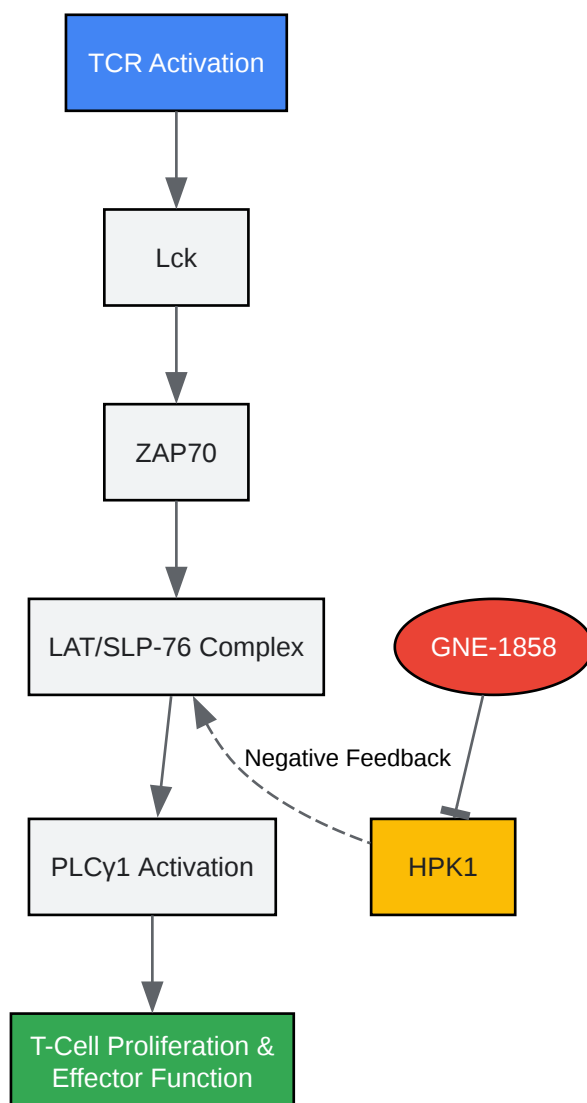 TCR Activation
Lck
ZAP70
LAT/SLP-76 Complex
GNE-1858
Negative Feedback
PLCγ1 Activation
HPK1
T-Cell Proliferation &
Effector Function